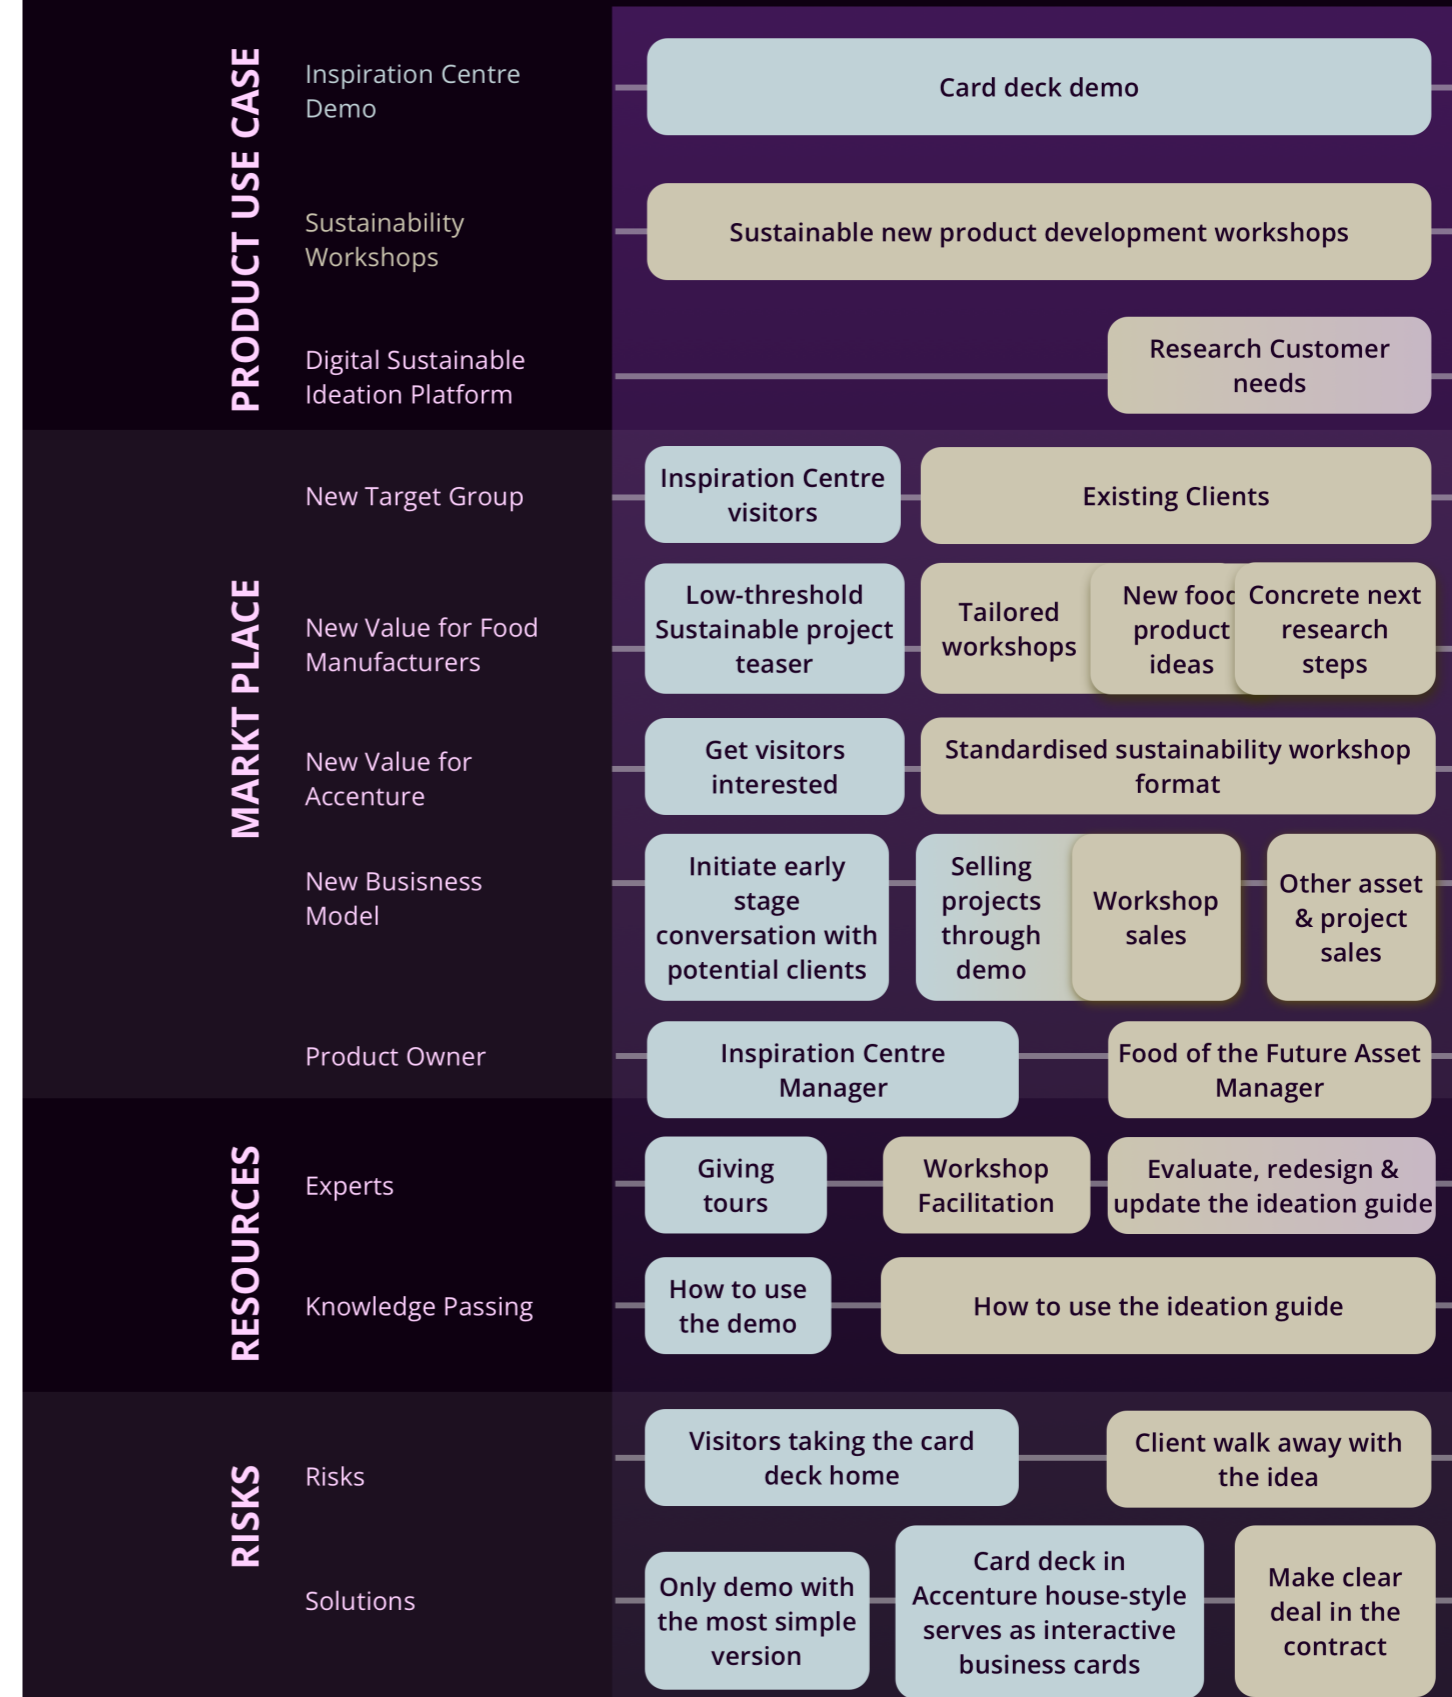 PRODUCT USE CASE
Inspiration Centre
Demo
Card deck demo
Sustainability
Workshops
Sustainable new product development workshops
Digital Sustainable
Ideation Platform
Research Customer
needs
MARKT PLACE
New Target Group
Inspiration Centre
visitors
Existing Clients
New Value for Food
Manufacturers
Low-threshold
Sustainable project
teaser
Tailored
workshops
New food
product
ideas
Concrete next
research
steps
New Value for
Accenture
Get visitors
interested
Standardised sustainability workshop
format
New Busisness
Model
Initiate early
stage
conversation with
potential clients
Selling
projects
through
demo
Workshop
sales
Other asset
& project
sales
Product Owner
Inspiration Centre
Manager
Food of the Future Asset
Manager
RESOURCES
Experts
Giving
tours
Workshop
Facilitation
Evaluate, redesign &
update the ideation guide
Knowledge Passing
How to use
the demo
How to use the ideation guide
RISKS
Risks
Visitors taking the card
deck home
Client walk away with
the idea
Solutions
Only demo with
the most simple
version
Card deck in
Accenture house-style
serves as interactive
business cards
Make clear
deal in the
contract